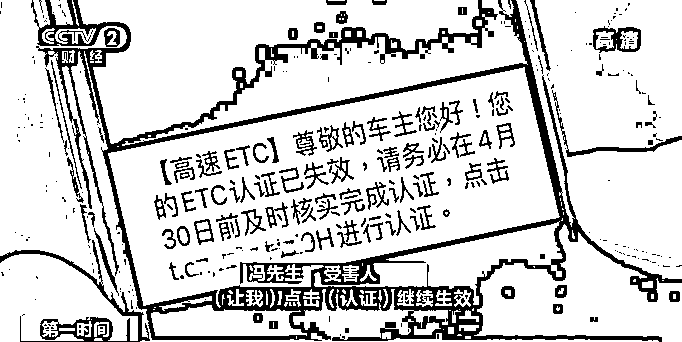 CCTV 2
财经
高清
【高速ETC】尊敬的车主您好！您
的ETC认证已失效，请务必在4月
30日前及时核实完成认证，点击
进行认证。
冯先生 受害人
(让我)点击(认证)继续生效
第一时间